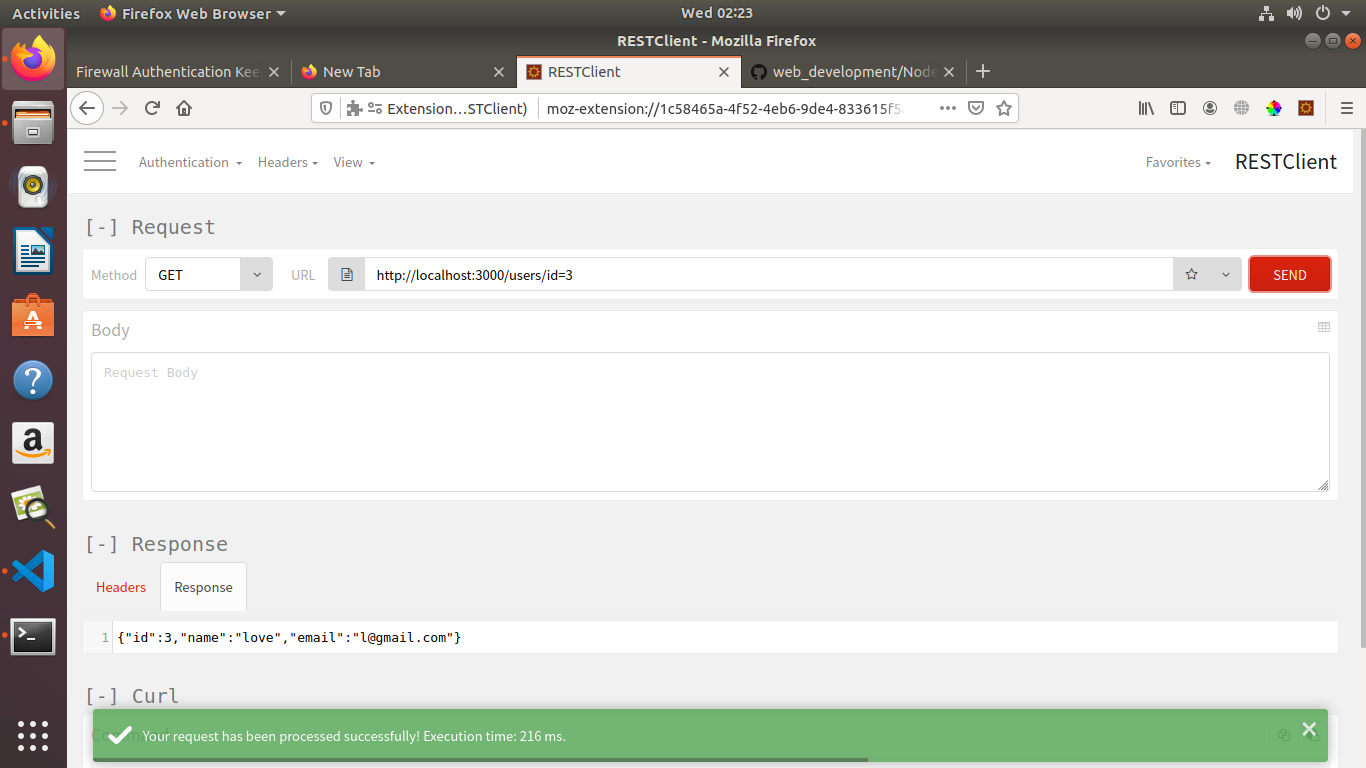 Activities Firefox Web Browser Wed 02:23
RESTClient - Mozilla Firefox
Firewall Authentication Kee New Tab RESTClient web_development/Node
Extension…STClient) moz-extension://1c58465a-4f52-4eb6-9de4-833615f5
Authentication Headers View Favorites RESTClient
[-] Request
Method GET URL http://localhost:3000/users/id=3 SEND
Body
Request Body
[-] Response
Headers Response
1 {"id":3,"name":"love","email":"l@gmail.com"}
[-] Curl
Your request has been processed successfully! Execution time: 216 ms.